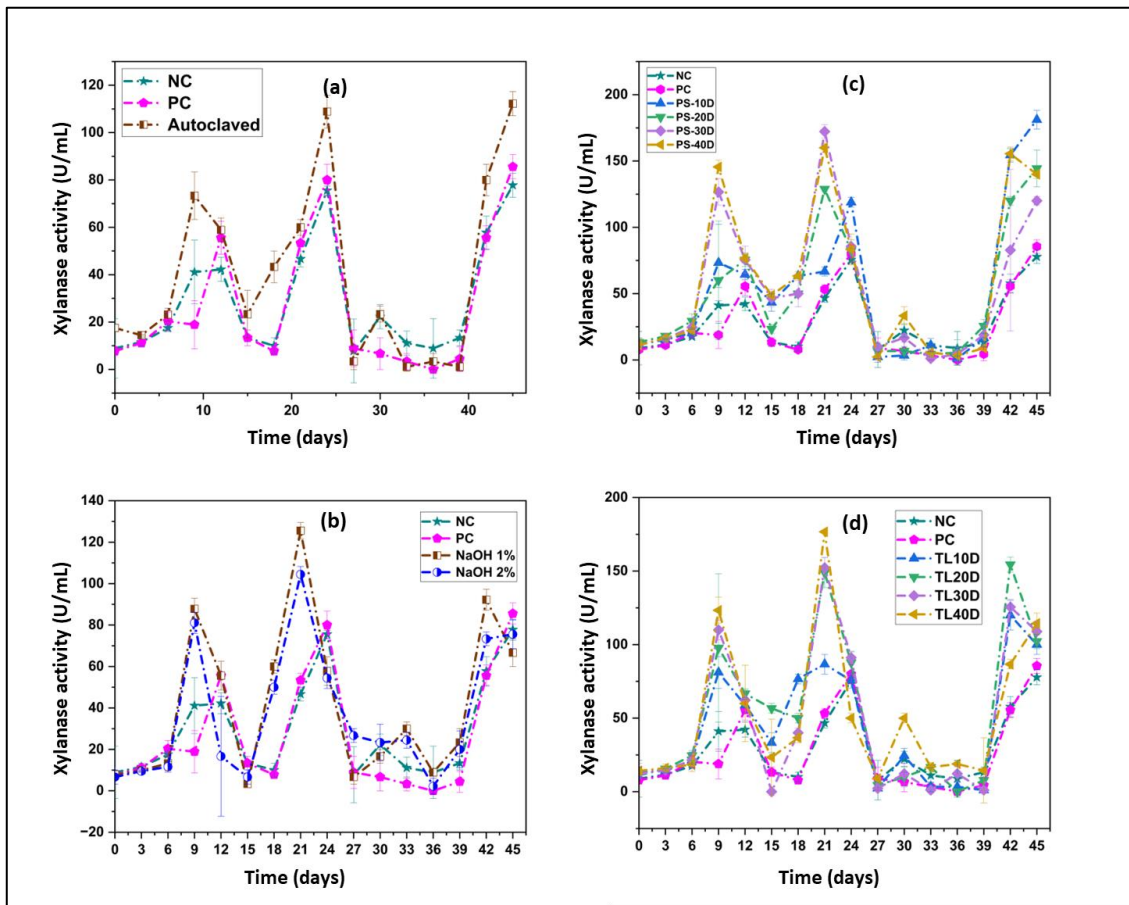 (a)
NC
PC
Autoclaved
Xylanase activity (U/mL)
120
100
80
60
40
20
0
0 10 20 30 40
Time (days)
(c)
NC
PC
PS-10D
PS-20D
PS-30D
PS-40D
Xylanase activity (U/mL)
200
150
100
50
0
0 3 6 9 12 15 18 21 24 27 30 33 36 39 42 45
Time (days)
(b)
NC
PC
NaOH 1%
NaOH 2%
Xylanase activity (U/mL)
140
120
100
80
60
40
20
0
−20
0 3 6 9 12 15 18 21 24 27 30 33 36 39 42 45
Time (days)
(d)
NC
PC
TL10D
TL20D
TL30D
TL40D
Xylanase activity (U/mL)
200
150
100
50
0
0 3 6 9 12 15 18 21 24 27 30 33 36 39 42 45
Time (days)